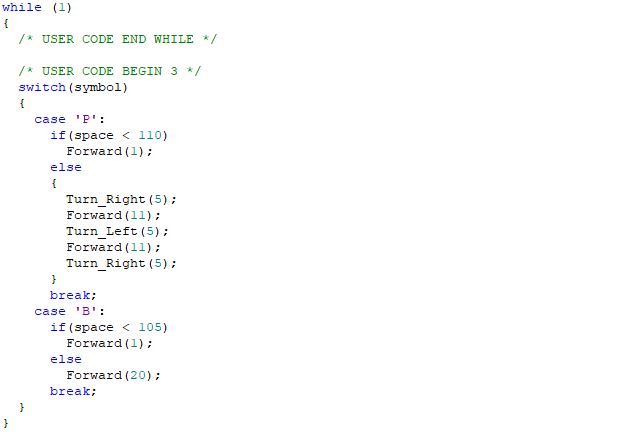 while (1)
{
  /* USER CODE END WHILE */

  /* USER CODE BEGIN 3 */
  switch(symbol)
  {
    case 'P':
      if(space < 110)
        Forward(1);
      else
      {
        Turn_Right(5);
        Forward(11);
        Turn_Left(5);
        Forward(11);
        Turn_Right(5);
      }
      break;
    case 'B':
      if(space < 105)
        Forward(1);
      else
        Forward(20);
      break;
  }
}